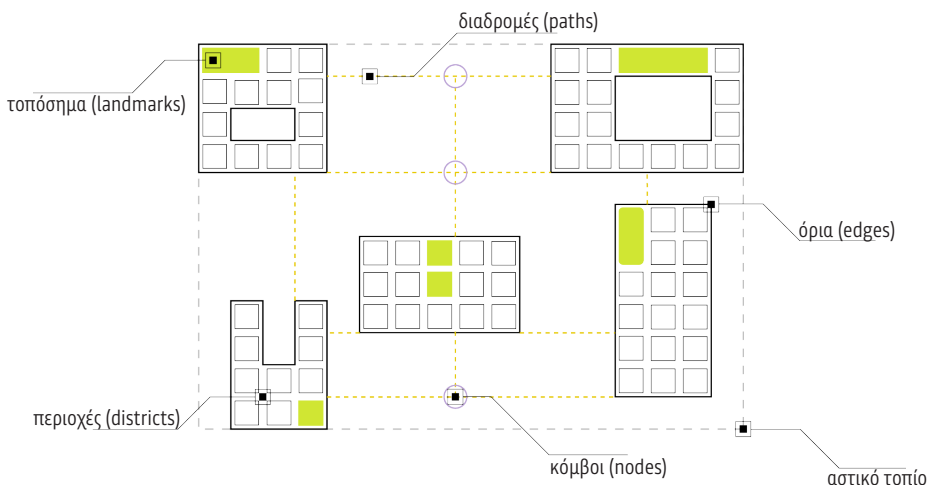 διαδρομές (paths)
τοπόσημα (landmarks)
όρια (edges)
περιοχές (districts)
κόμβοι (nodes)
αστικό τοπίο